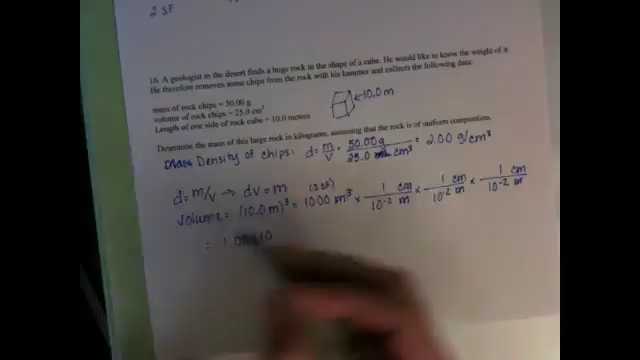 2 SF
16. A geologist in the desert finds a huge rock in the shape of a cube. He would like to know the weight of it.
He therefore removes some chips from the rock with his hammer and collects the following data:
mass of rock chips = 50.00 g
volume of rock chips = 25.0 cm³
Length of one side of rock cube = 10.0 meters
←10.0 m
Determine the mass of this large rock in kilograms, assuming that the rock is of uniform compostion.
Density of chips: d = m/V = 50.00 g / 25.0 cm³ = 2.00 g/cm³
d = m/V → dV = m
(3 SF)
Volume = (10.0 m)³ = 1000 m³ × 1 cm / 10⁻² m × 1 cm / 10⁻² m × 1 cm / 10⁻² m
= 1.00 × 10